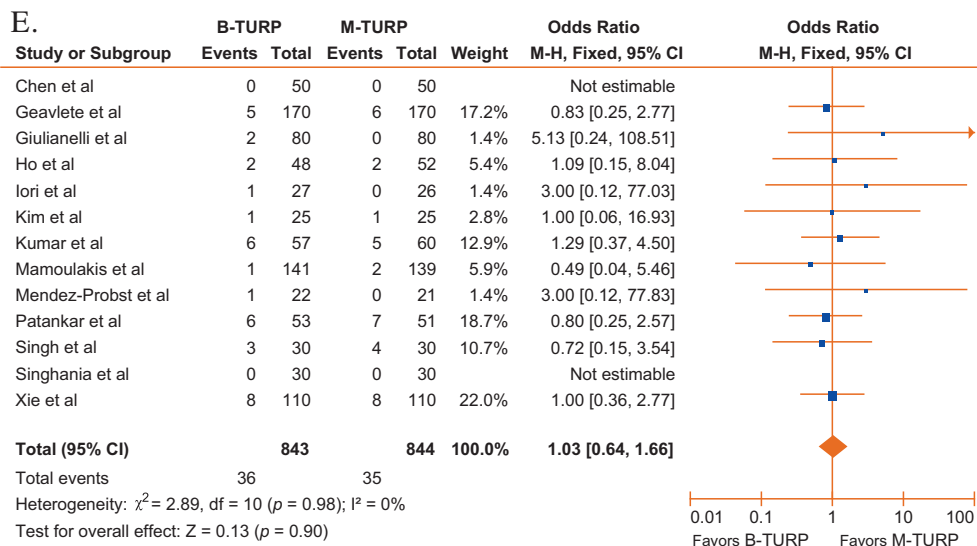 E.
B-TURP M-TURP Odds Ratio Odds Ratio
Study or Subgroup Events Total Events Total Weight M-H, Fixed, 95% CI M-H, Fixed, 95% CI
Chen et al 0 50 0 50 Not estimable
Geavlete et al 5 170 6 170 17.2% 0.83 [0.25, 2.77]
Giulianelli et al 2 80 0 80 1.4% 5.13 [0.24, 108.51]
Ho et al 2 48 2 52 5.4% 1.09 [0.15, 8.04]
Iori et al 1 27 0 26 1.4% 3.00 [0.12, 77.03]
Kim et al 1 25 1 25 2.8% 1.00 [0.06, 16.93]
Kumar et al 6 57 5 60 12.9% 1.29 [0.37, 4.50]
Mamoulakis et al 1 141 2 139 5.9% 0.49 [0.04, 5.46]
Mendez-Probst et al 1 22 0 21 1.4% 3.00 [0.12, 77.83]
Patankar et al 6 53 7 51 18.7% 0.80 [0.25, 2.57]
Singh et al 3 30 4 30 10.7% 0.72 [0.15, 3.54]
Singhania et al 0 30 0 30 Not estimable
Xie et al 8 110 8 110 22.0% 1.00 [0.36, 2.77]
Total (95% CI) 843 844 100.0% 1.03 [0.64, 1.66]
Total events 36 35
Heterogeneity: χ² = 2.89, df = 10 (p = 0.98); I² = 0%
Test for overall effect: Z = 0.13 (p = 0.90)
0.01 0.1 1 10 100
Favors B-TURP Favors M-TURP